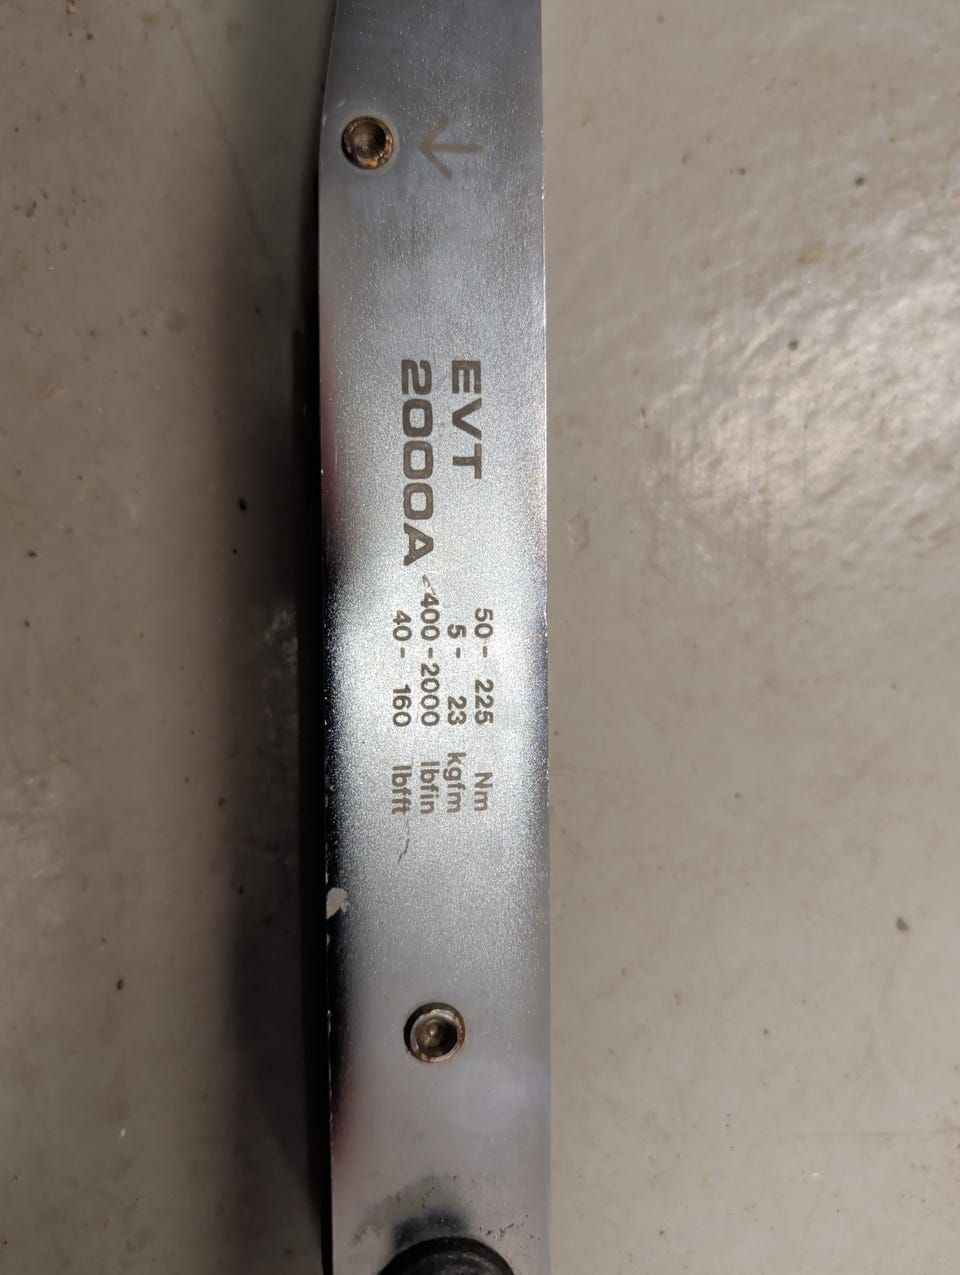 EVT
2000A
50 - 225 Nm
5 - 23 kgfm
400 - 2000 lbfin
40 - 160 lbfft